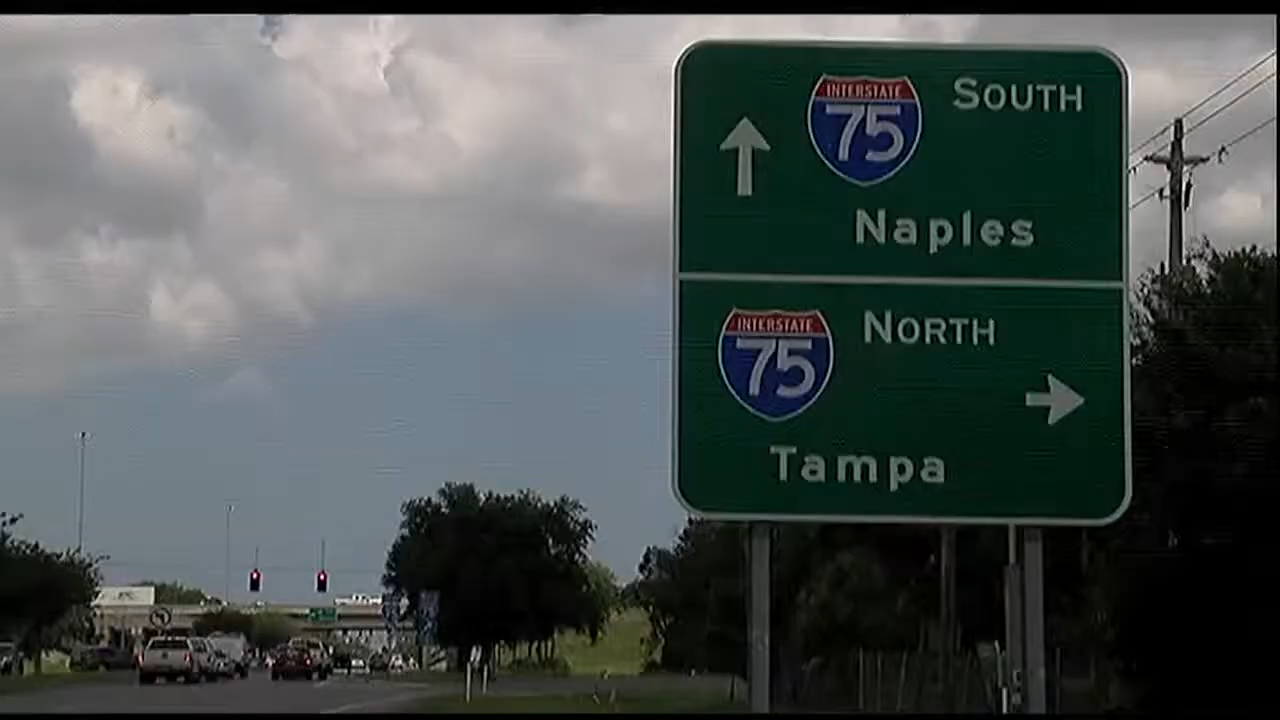 INTERSTATE
75
SOUTH
Naples
INTERSTATE
75
NORTH
Tampa